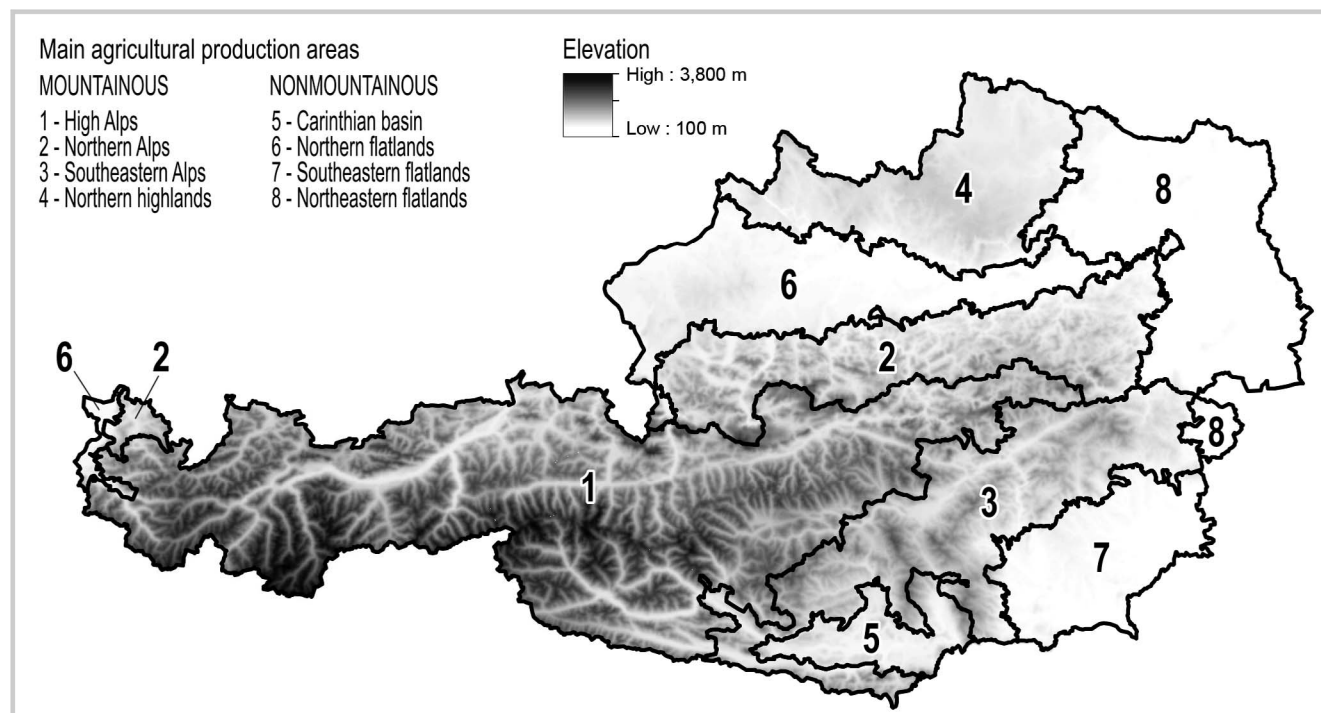 Main agricultural production areas
MOUNTAINOUS
1 - High Alps
2 - Northern Alps
3 - Southeastern Alps
4 - Northern highlands
NONMOUNTAINOUS
5 - Carinthian basin
6 - Northern flatlands
7 - Southeastern flatlands
8 - Northeastern flatlands
Elevation
High : 3,800 m
Low : 100 m
4
8
6
2
6
2
8
1
3
7
5